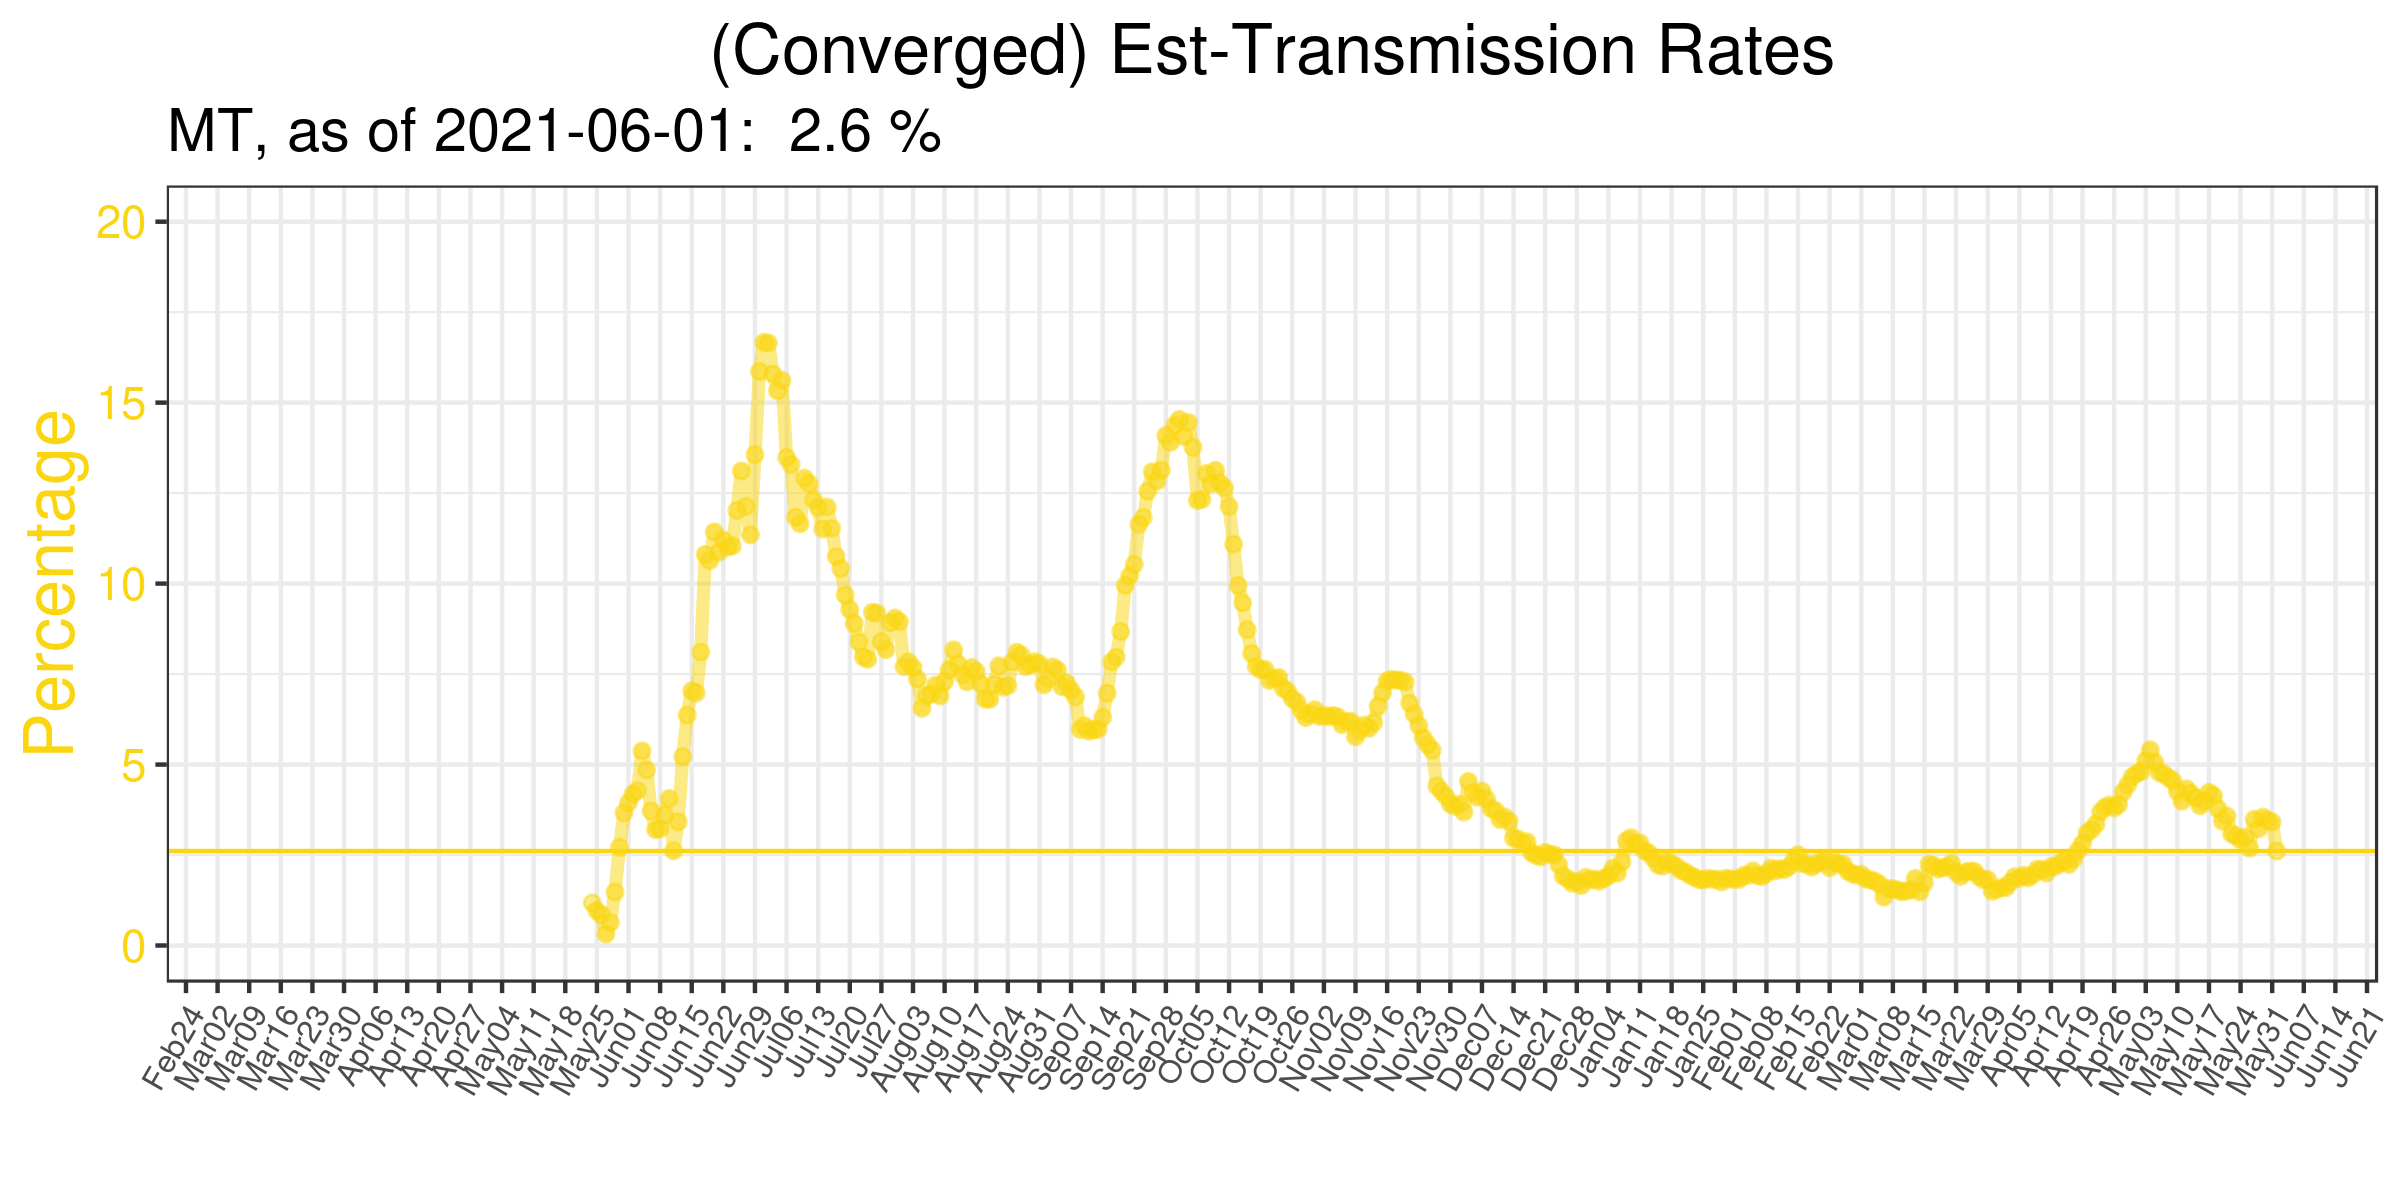 (Converged) Est-Transmission Rates
MT, as of 2021-06-01:  2.6 %
Percentage
20
15
10
5
0
Feb24
Mar02
Mar09
Mar16
Mar23
Mar30
Apr06
Apr13
Apr20
Apr27
May04
May11
May18
May25
Jun01
Jun08
Jun15
Jun22
Jun29
Jul06
Jul13
Jul20
Jul27
Aug03
Aug10
Aug17
Aug24
Aug31
Sep07
Sep14
Sep21
Sep28
Oct05
Oct12
Oct19
Oct26
Nov02
Nov09
Nov16
Nov23
Nov30
Dec07
Dec14
Dec21
Dec28
Jan04
Jan11
Jan18
Jan25
Feb01
Feb08
Feb15
Feb22
Mar01
Mar08
Mar15
Mar22
Mar29
Apr05
Apr12
Apr19
Apr26
May03
May10
May17
May24
May31
Jun07
Jun14
Jun21